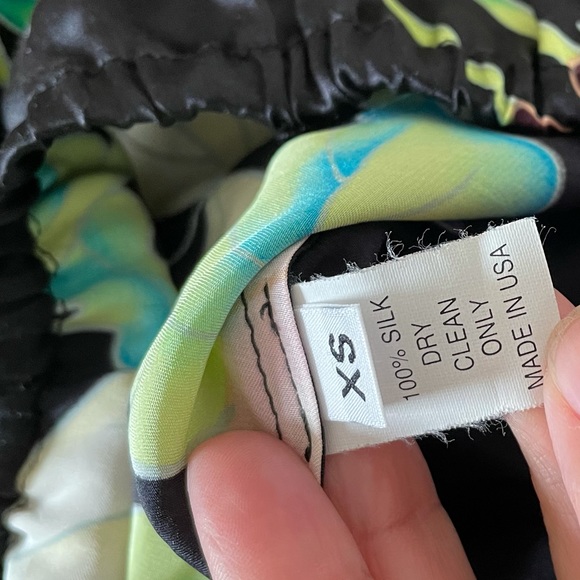 XS
100% SILK
DRY
CLEAN
ONLY
MADE IN USA